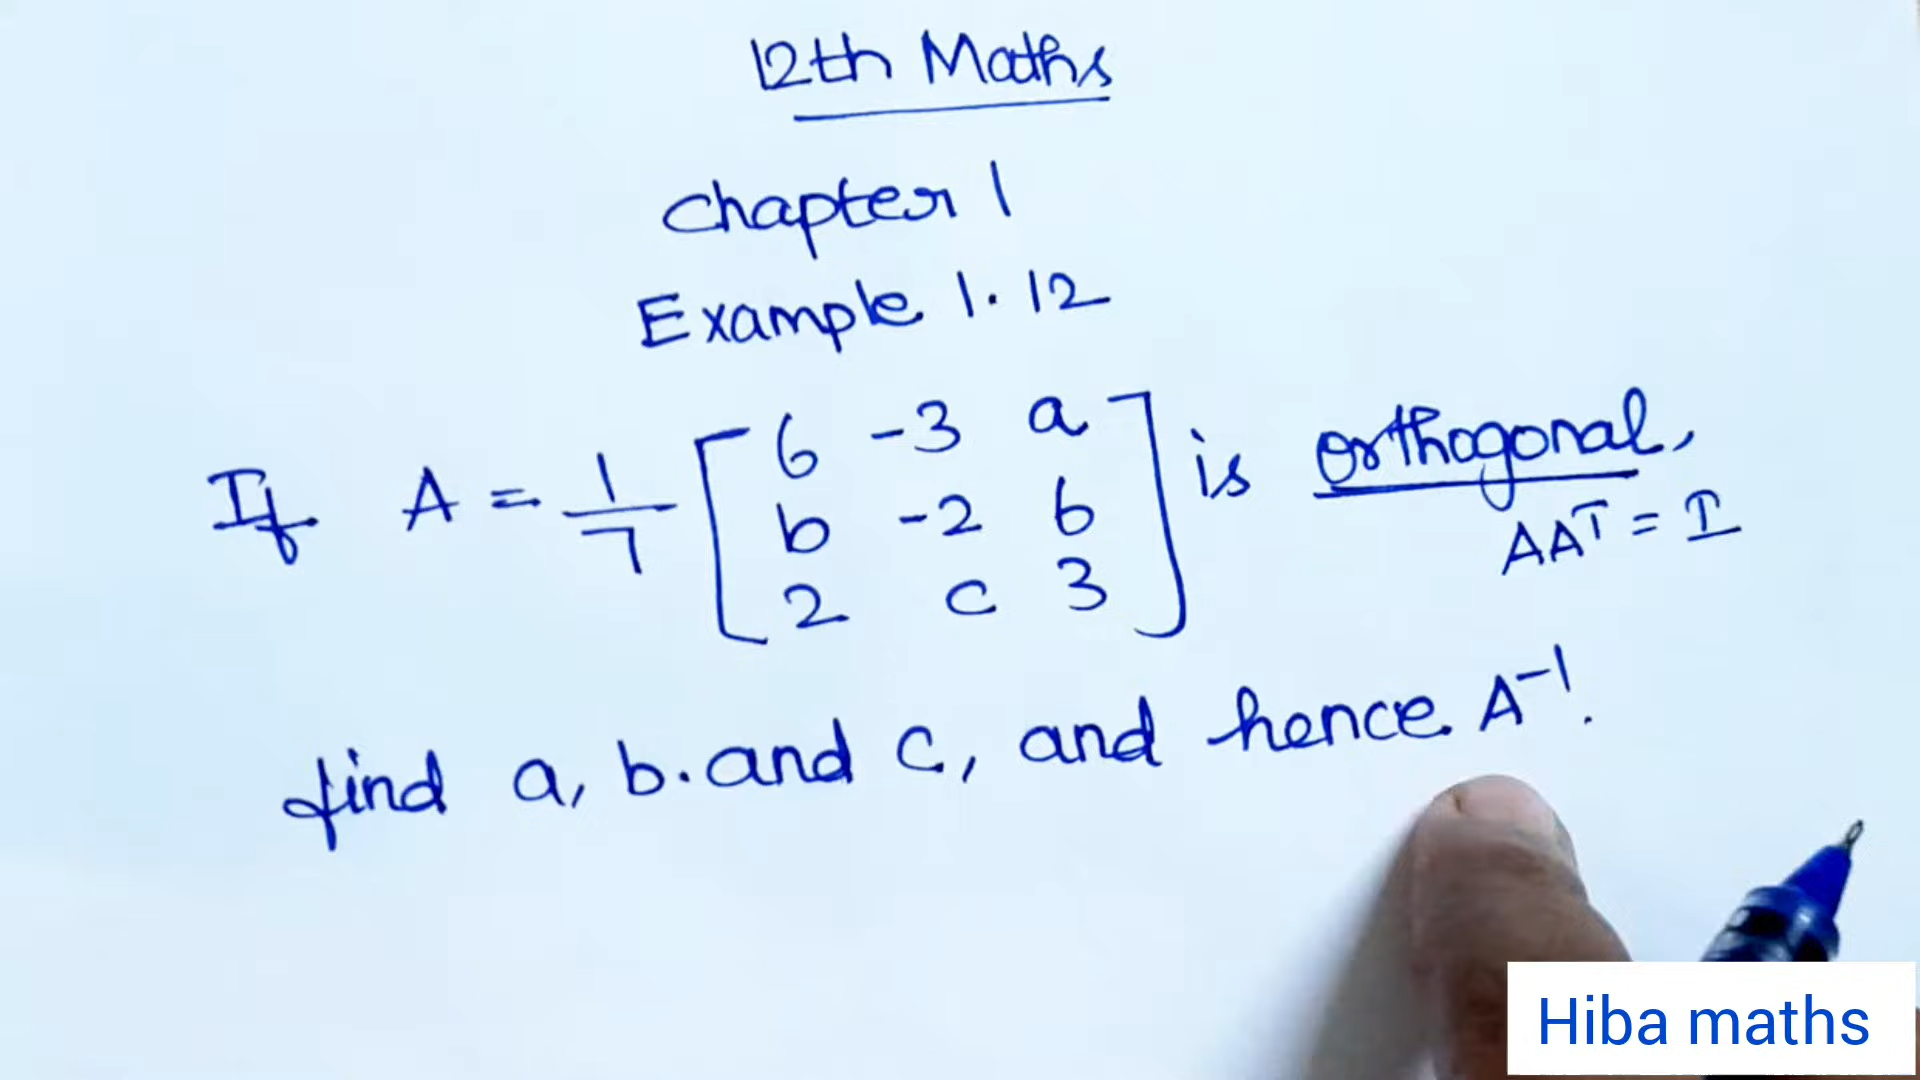 12th Maths
Chapter 1
Example 1.12
If A = 1/7 [6 -3 a
b -2 6
2 c 3] is orthogonal,
AAᵀ = I
find a, b. and c, and hence A⁻¹.
Hiba maths